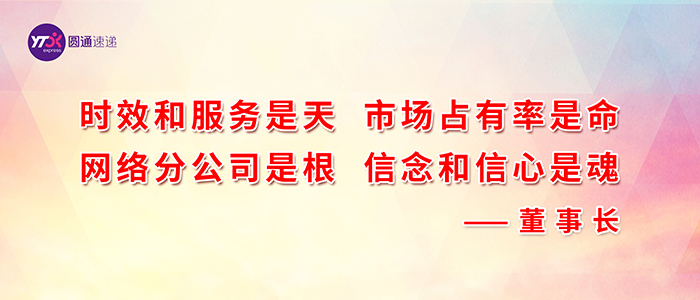 YTO
express
圆通速递
时效和服务是天 市场占有率是命
网络分公司是根 信念和信心是魂
——董事长